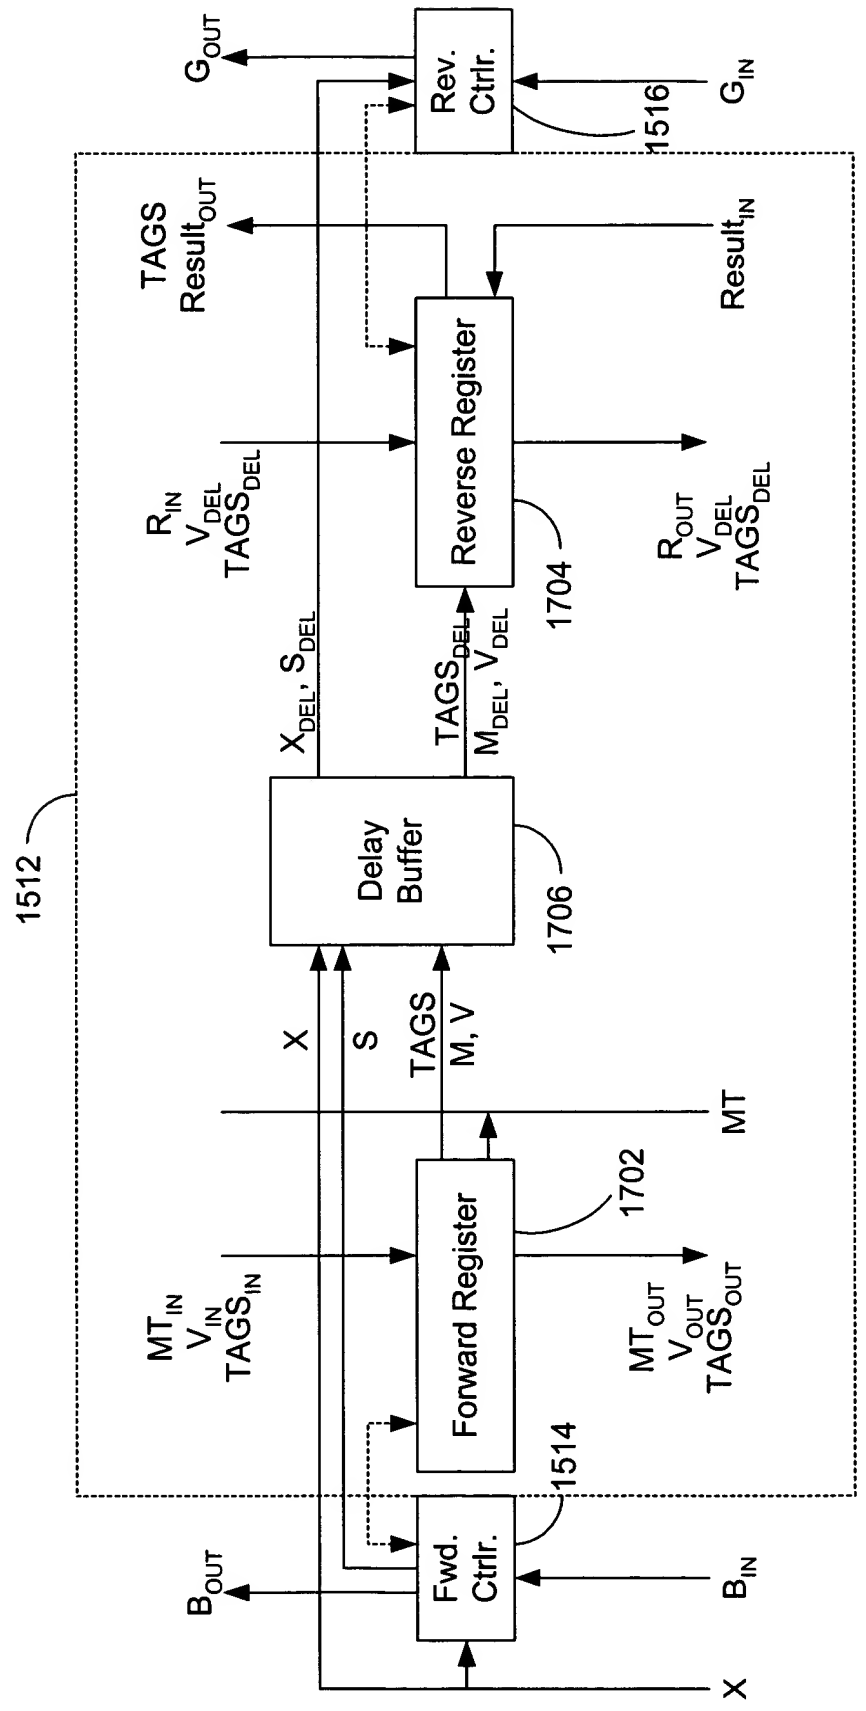 1512
B_OUT
Fwd.
Ctrlr.
1514
B_IN
X
MT_IN
V_IN
TAGS_IN
Forward Register
1702
MT_OUT
V_OUT
TAGS_OUT
MT
X
S
TAGS
M, V
Delay
Buffer
1706
X_DEL, S_DEL
TAGS_DEL
M_DEL, V_DEL
R_IN
V_DEL
TAGS_DEL
Reverse Register
1704
R_OUT
V_DEL
TAGS_DEL
TAGS
Result_OUT
Result_IN
G_OUT
Rev.
Ctrlr.
1516
G_IN